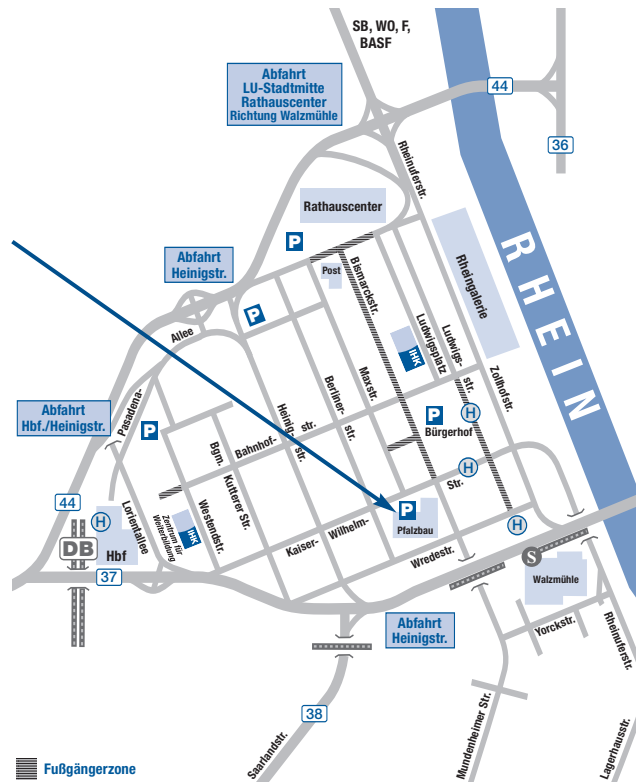 SB, WO, F,
BASF
Abfahrt
LU-Stadtmitte
Rathauscenter
Richtung Walzmühle
44
36
Rheinuferstr.
RHEIN
Rathauscenter
P
Abfahrt
Heinigstr.
Post
Bismarckstr.
Rheingalerie
P
Allee
IHK
Ludwigsplatz
Ludwigs-
str.
Zollhofstr.
Maxstr.
Berliner-
str.
Heinig-
str.
Pasadena-
Abfahrt
Hbf./Heinigstr.
P
P
H
Bürgerhof
Bahnhof-
str.
Bgm.
Kutterer Str.
Westendstr.
H
Str.
44
H
Lorientallee
Zentrum für
Weiterbildung
IHK
P
Pfalzbau
Kaiser-
Wilhelm-
H
DB
Hbf
Wredestr.
S
Walzmühle
37
Abfahrt
Heinigstr.
Yorckstr.
Rheinuferstr.
38
Saarlandstr.
Mundenheimer Str.
Lagerhausstr.
Fußgängerzone